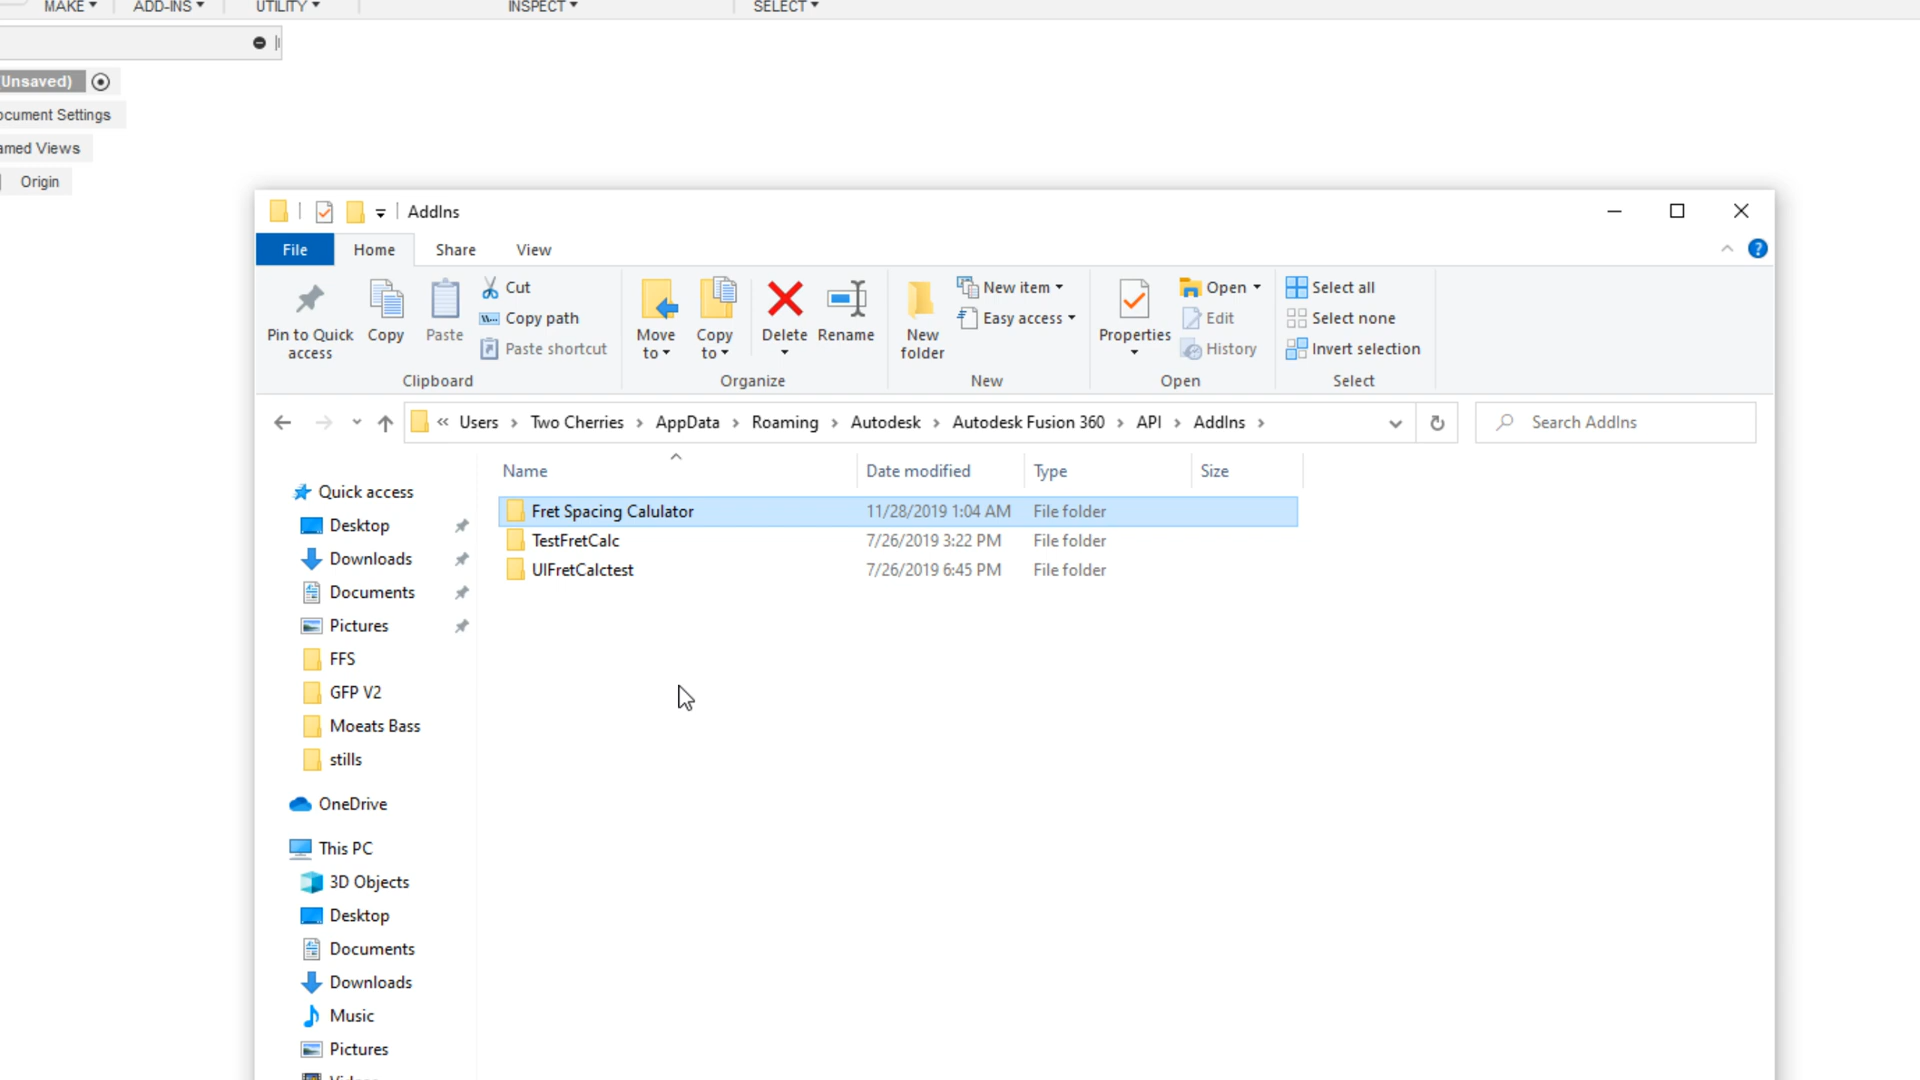 MAKE ADD-INS UTILITY INSPECT SELECT
(Unsaved)
ocument Settings
amed Views
Origin
AddIns
File Home Share View
Pin to Quick access
Copy
Paste
Cut
Copy path
Paste shortcut
Clipboard
Move to
Copy to
Delete
Rename
Organize
New folder
New item
Easy access
New
Properties
Open
Edit
History
Open
Select all
Select none
Invert selection
Select
« Users > Two Cherries > AppData > Roaming > Autodesk > Autodesk Fusion 360 > API > AddIns >
Search AddIns
Name Date modified Type Size
Fret Spacing Calulator 11/28/2019 1:04 AM File folder
TestFretCalc 7/26/2019 3:22 PM File folder
UIFretCalctest 7/26/2019 6:45 PM File folder
Quick access
Desktop
Downloads
Documents
Pictures
FFS
GFP V2
Moeats Bass
stills
OneDrive
This PC
3D Objects
Desktop
Documents
Downloads
Music
Pictures